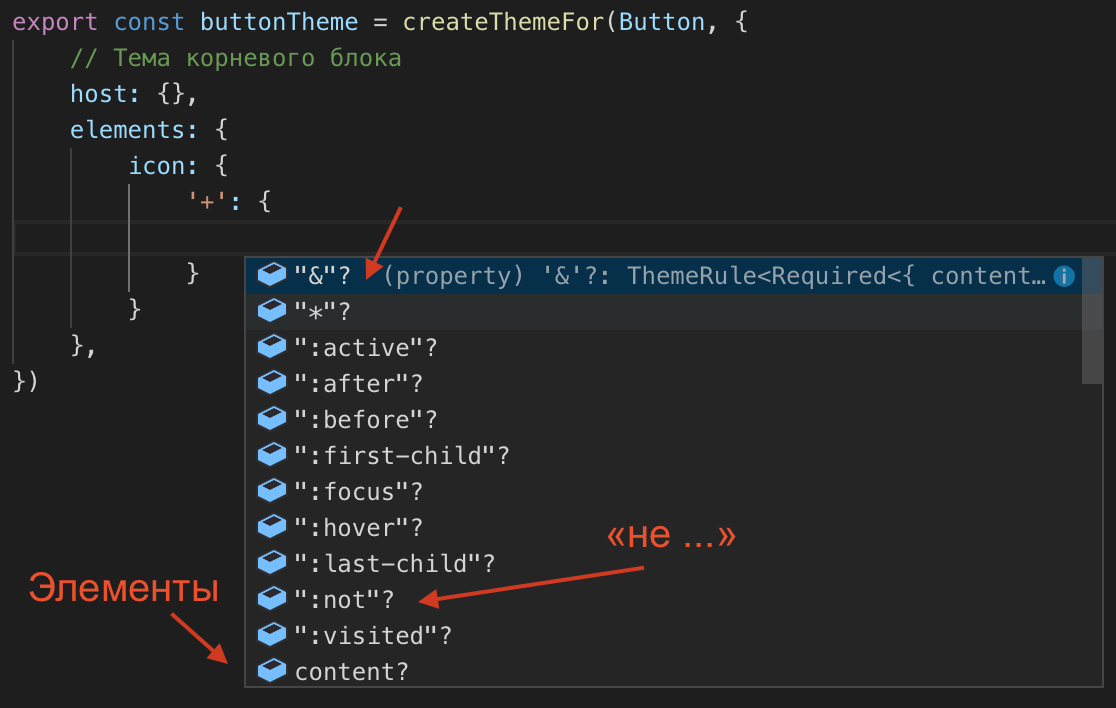 export const buttonTheme = createThemeFor(Button, {
// Тема корневого блока
host: {},
elements: {
icon: {
'+': {
}
"&"? (property) '&'?: ThemeRule<Required<{ content…
"*"?
}
":active"?
},
":after"?
})
":before"?
":first-child"?
":focus"?
":hover"?
«не ...»
":last-child"?
Элементы
":not"?
":visited"?
content?